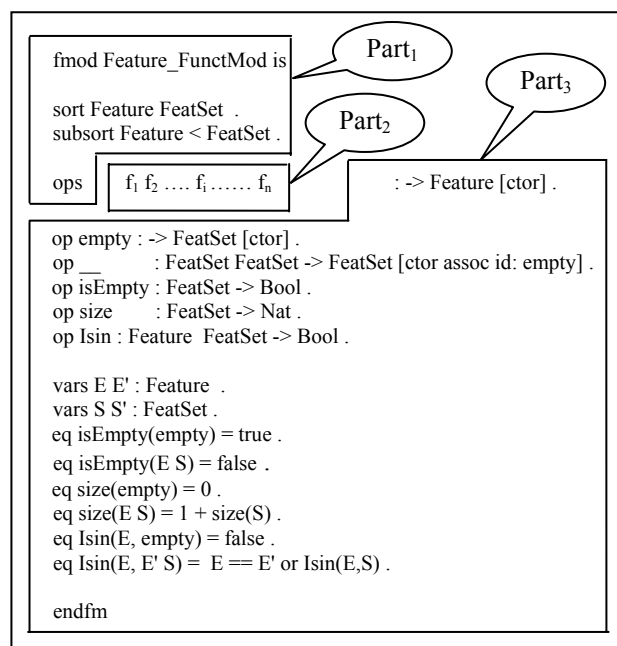 fmod Feature_FunctMod is
Part₁
Part₃
sort Feature FeatSet .
subsort Feature < FeatSet .
Part₂
ops f₁ f₂ …. fᵢ …… fₙ : -> Feature [ctor] .
op empty : -> FeatSet [ctor] .
op __ : FeatSet FeatSet -> FeatSet [ctor assoc id: empty] .
op isEmpty : FeatSet -> Bool .
op size : FeatSet -> Nat .
op Isin : Feature FeatSet -> Bool .
vars E E' : Feature .
vars S S' : FeatSet .
eq isEmpty(empty) = true .
eq isEmpty(E S) = false .
eq size(empty) = 0 .
eq size(E S) = 1 + size(S) .
eq Isin(E, empty) = false .
eq Isin(E, E' S) = E == E' or Isin(E,S) .
endfm